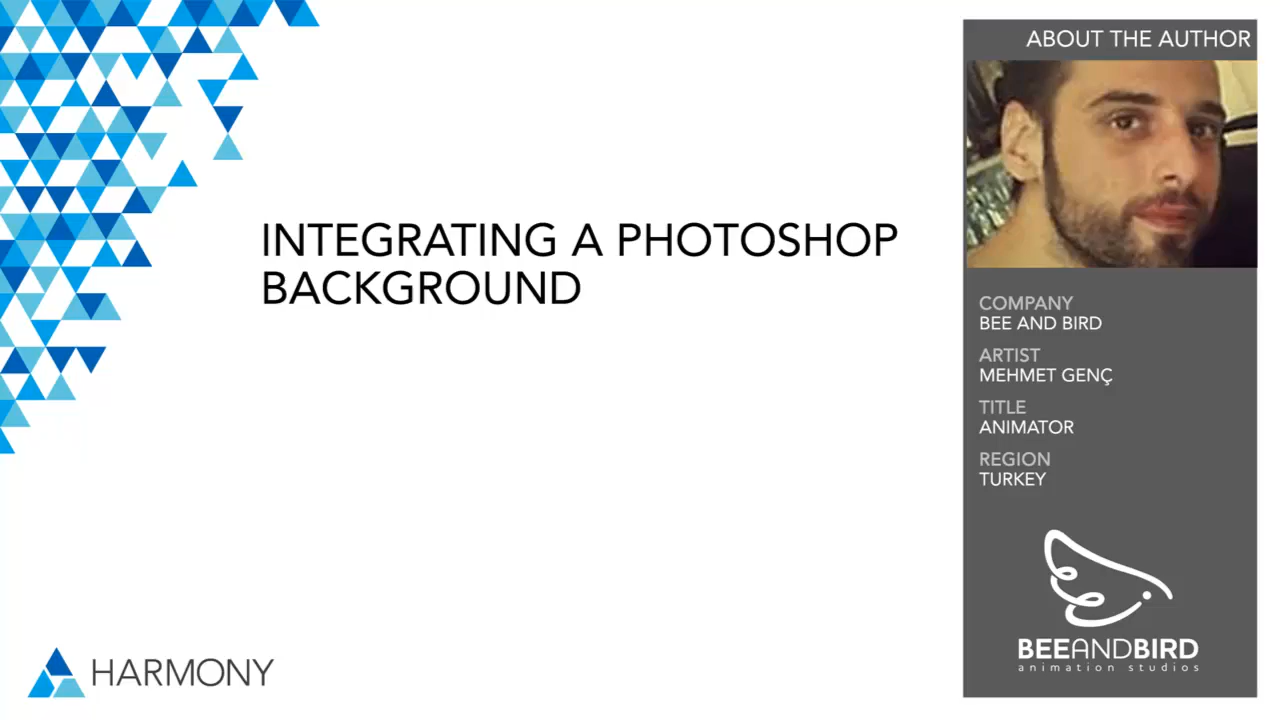 INTEGRATING A PHOTOSHOP
BACKGROUND
HARMONY
ABOUT THE AUTHOR
COMPANY
BEE AND BIRD
ARTIST
MEHMET GENÇ
TITLE
ANIMATOR
REGION
TURKEY
BEEANDBIRD
animation studios